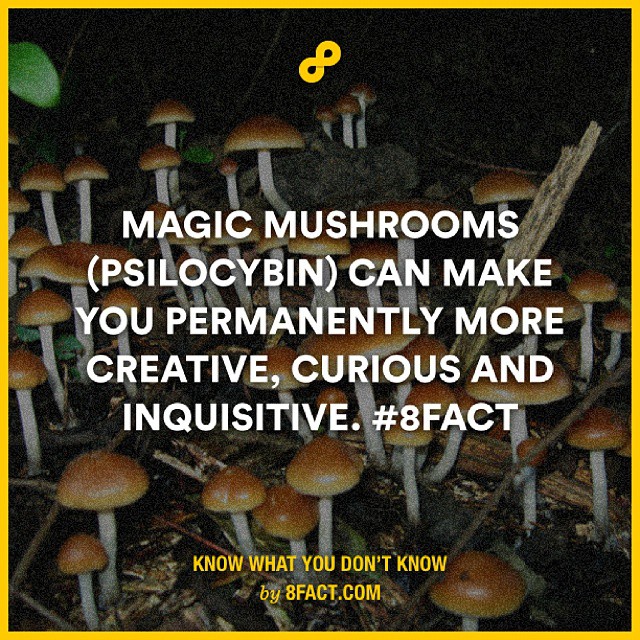 MAGIC MUSHROOMS
(PSILOCYBIN) CAN MAKE
YOU PERMANENTLY MORE
CREATIVE, CURIOUS AND
INQUISITIVE. #8FACT
KNOW WHAT YOU DON'T KNOW
by 8FACT.COM